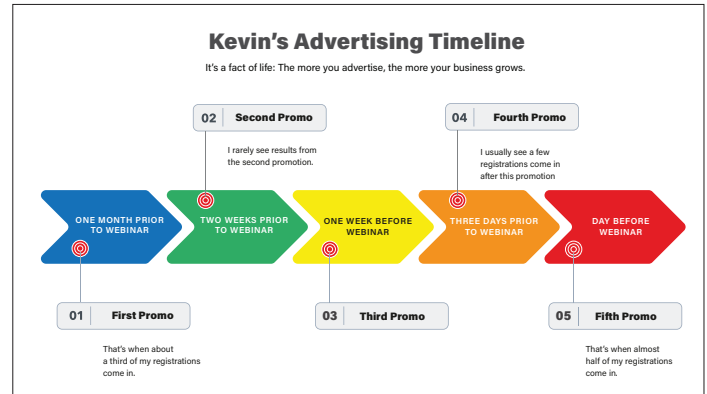 Kevin’s Advertising Timeline
It’s a fact of life: The more you advertise, the more your business grows.
02 Second Promo
I rarely see results from
the second promotion.
04 Fourth Promo
I usually see a few
registrations come in
after this promotion
ONE MONTH PRIOR
TO WEBINAR
TWO WEEKS PRIOR
TO WEBINAR
ONE WEEK BEFORE
WEBINAR
THREE DAYS PRIOR
TO WEBINAR
DAY BEFORE
WEBINAR
01 First Promo
That’s when about
a third of my registrations
come in.
03 Third Promo
05 Fifth Promo
That’s when almost
half of my registrations
come in.